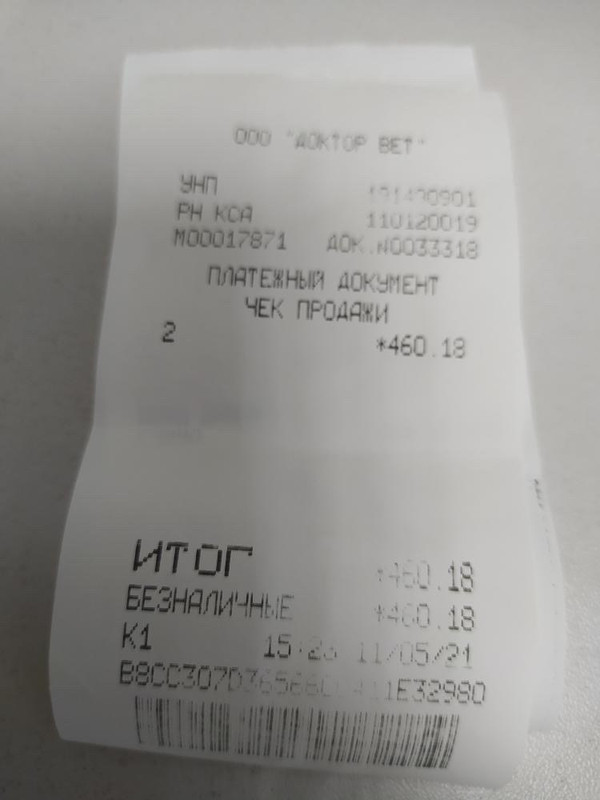 ООО "ДОКТОР ВЕТ"
УНП
РН КСА 110120019
М00017871 ДОК.N0033318
ПЛАТЕЖНЫЙ ДОКУМЕНТ
ЧЕК ПРОДАЖИ
2 *460.18
ИТОГ *460.18
БЕЗНАЛИЧНЫЕ *460.18
К1 11/05/21